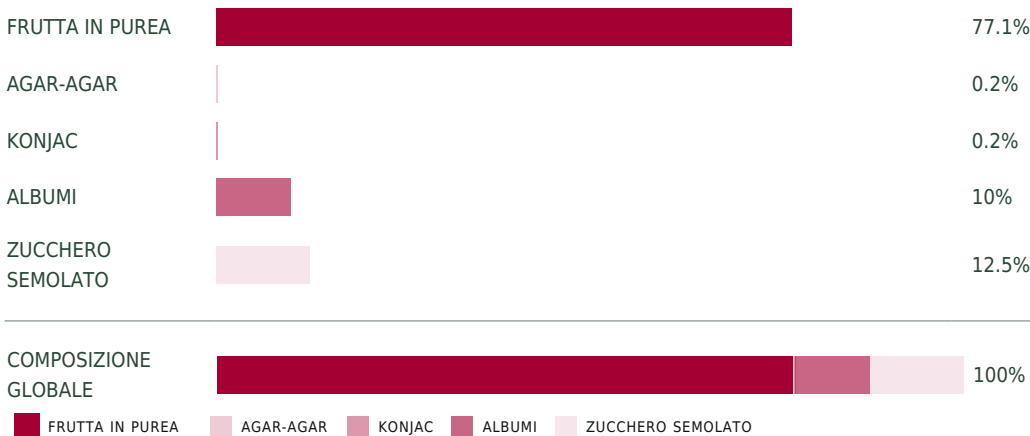 FRUTTA IN PUREA 77.1%
AGAR-AGAR 0.2%
KONJAC 0.2%
ALBUMI 10%
ZUCCHERO
SEMOLATO 12.5%
COMPOSIZIONE
GLOBALE 100%
FRUTTA IN PUREA AGAR-AGAR KONJAC ALBUMI ZUCCHERO SEMOLATO